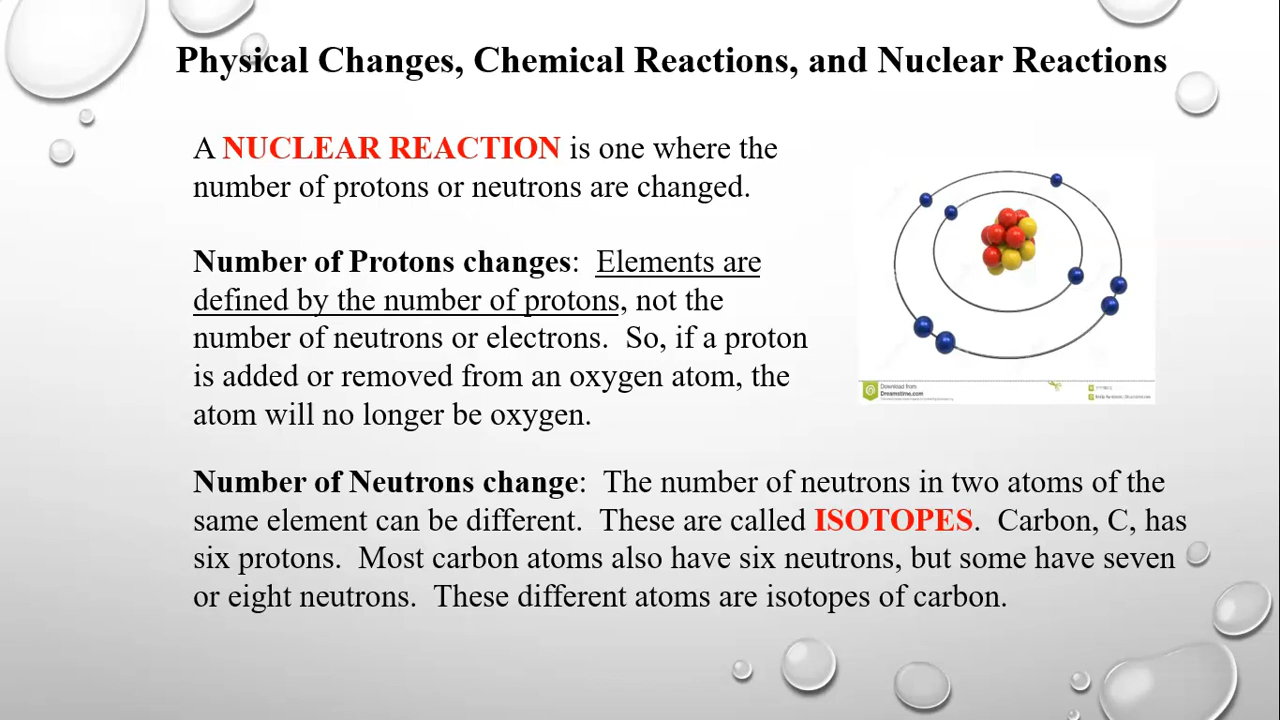 Physical Changes, Chemical Reactions, and Nuclear Reactions
A NUCLEAR REACTION is one where the
number of protons or neutrons are changed.
Number of Protons changes:  Elements are
defined by the number of protons, not the
number of neutrons or electrons.  So, if a proton
is added or removed from an oxygen atom, the
atom will no longer be oxygen.
Download from
Dreamstime.com
Number of Neutrons change:  The number of neutrons in two atoms of the
same element can be different.  These are called ISOTOPES.  Carbon, C, has
six protons.  Most carbon atoms also have six neutrons, but some have seven
or eight neutrons.  These different atoms are isotopes of carbon.